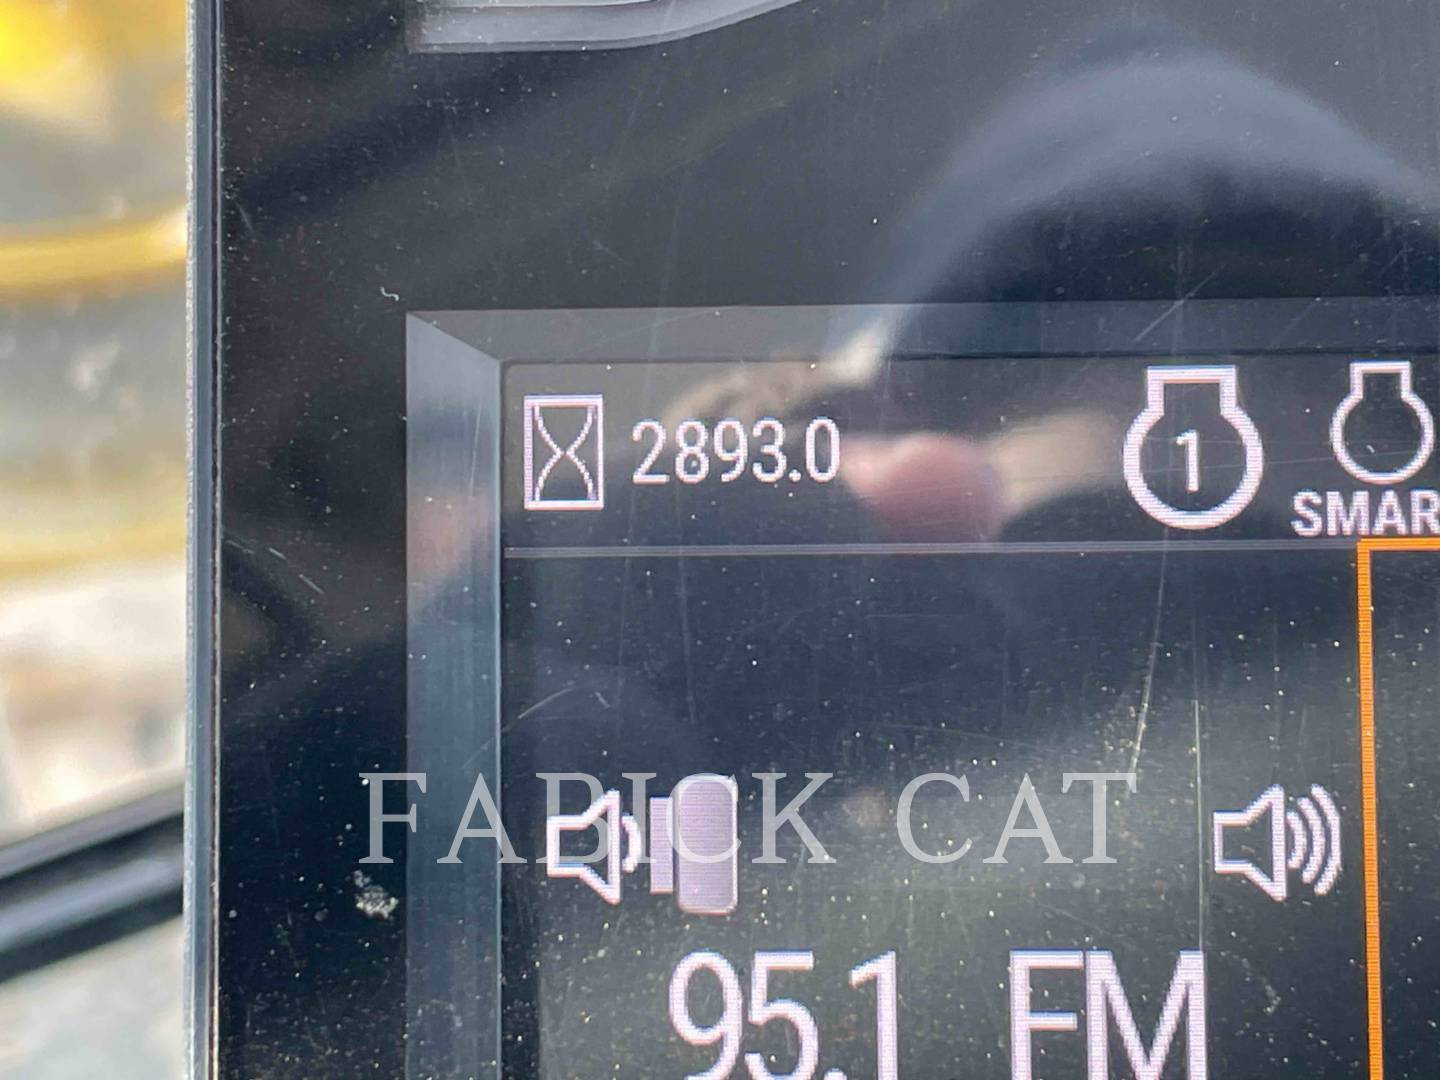 2893.0
1
SMAR
FABICK CAT
95.1 FM